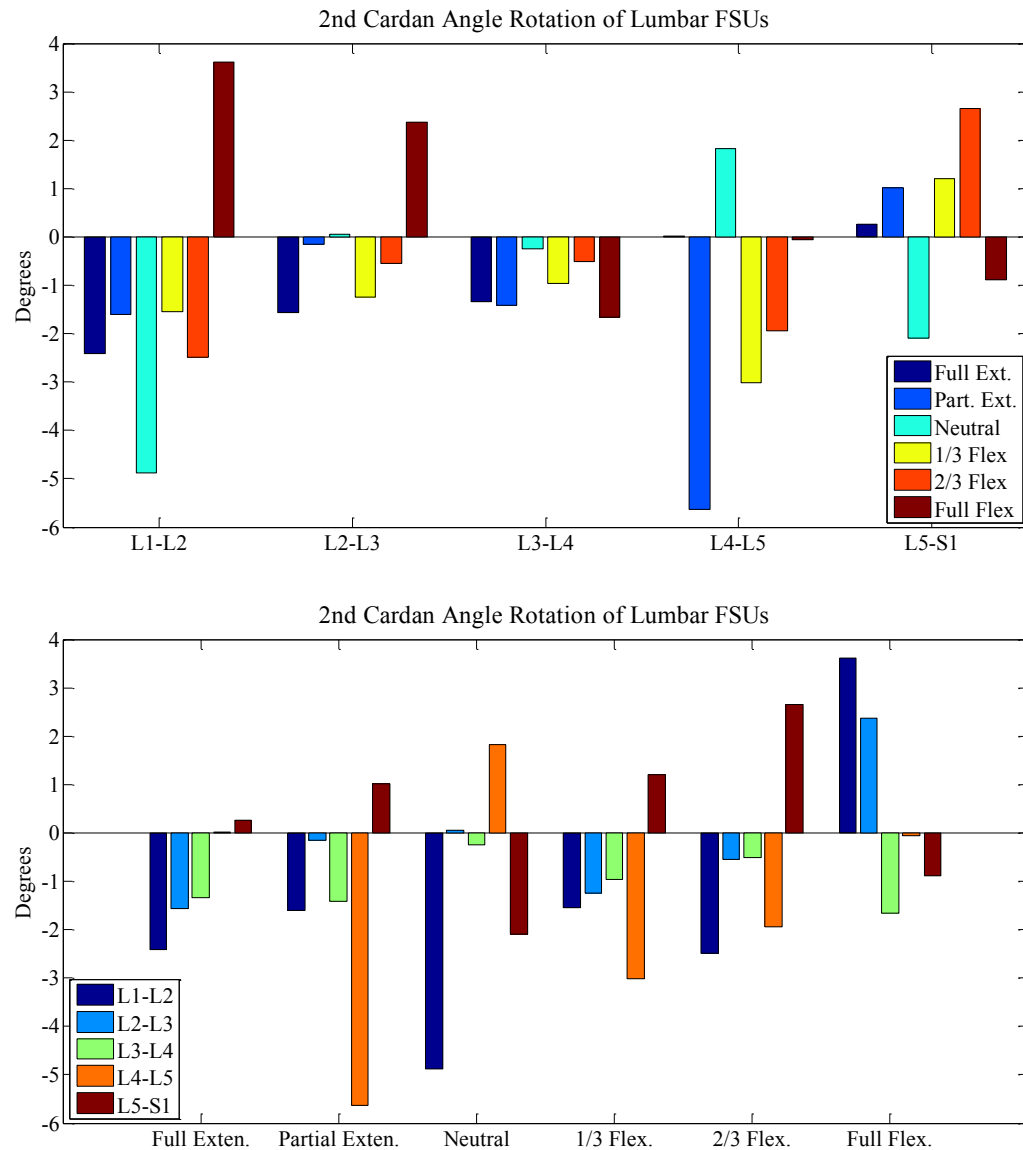 2nd Cardan Angle Rotation of Lumbar FSUs
4
3
2
1
0
-1
-2
-3
-4
-5
-6
Degrees
Full Ext.
Part. Ext.
Neutral
1/3 Flex
2/3 Flex
Full Flex
L1-L2 L2-L3 L3-L4 L4-L5 L5-S1
2nd Cardan Angle Rotation of Lumbar FSUs
4
3
2
1
0
-1
-2
-3
-4
-5
-6
Degrees
L1-L2
L2-L3
L3-L4
L4-L5
L5-S1
Full Exten. Partial Exten. Neutral 1/3 Flex. 2/3 Flex. Full Flex.